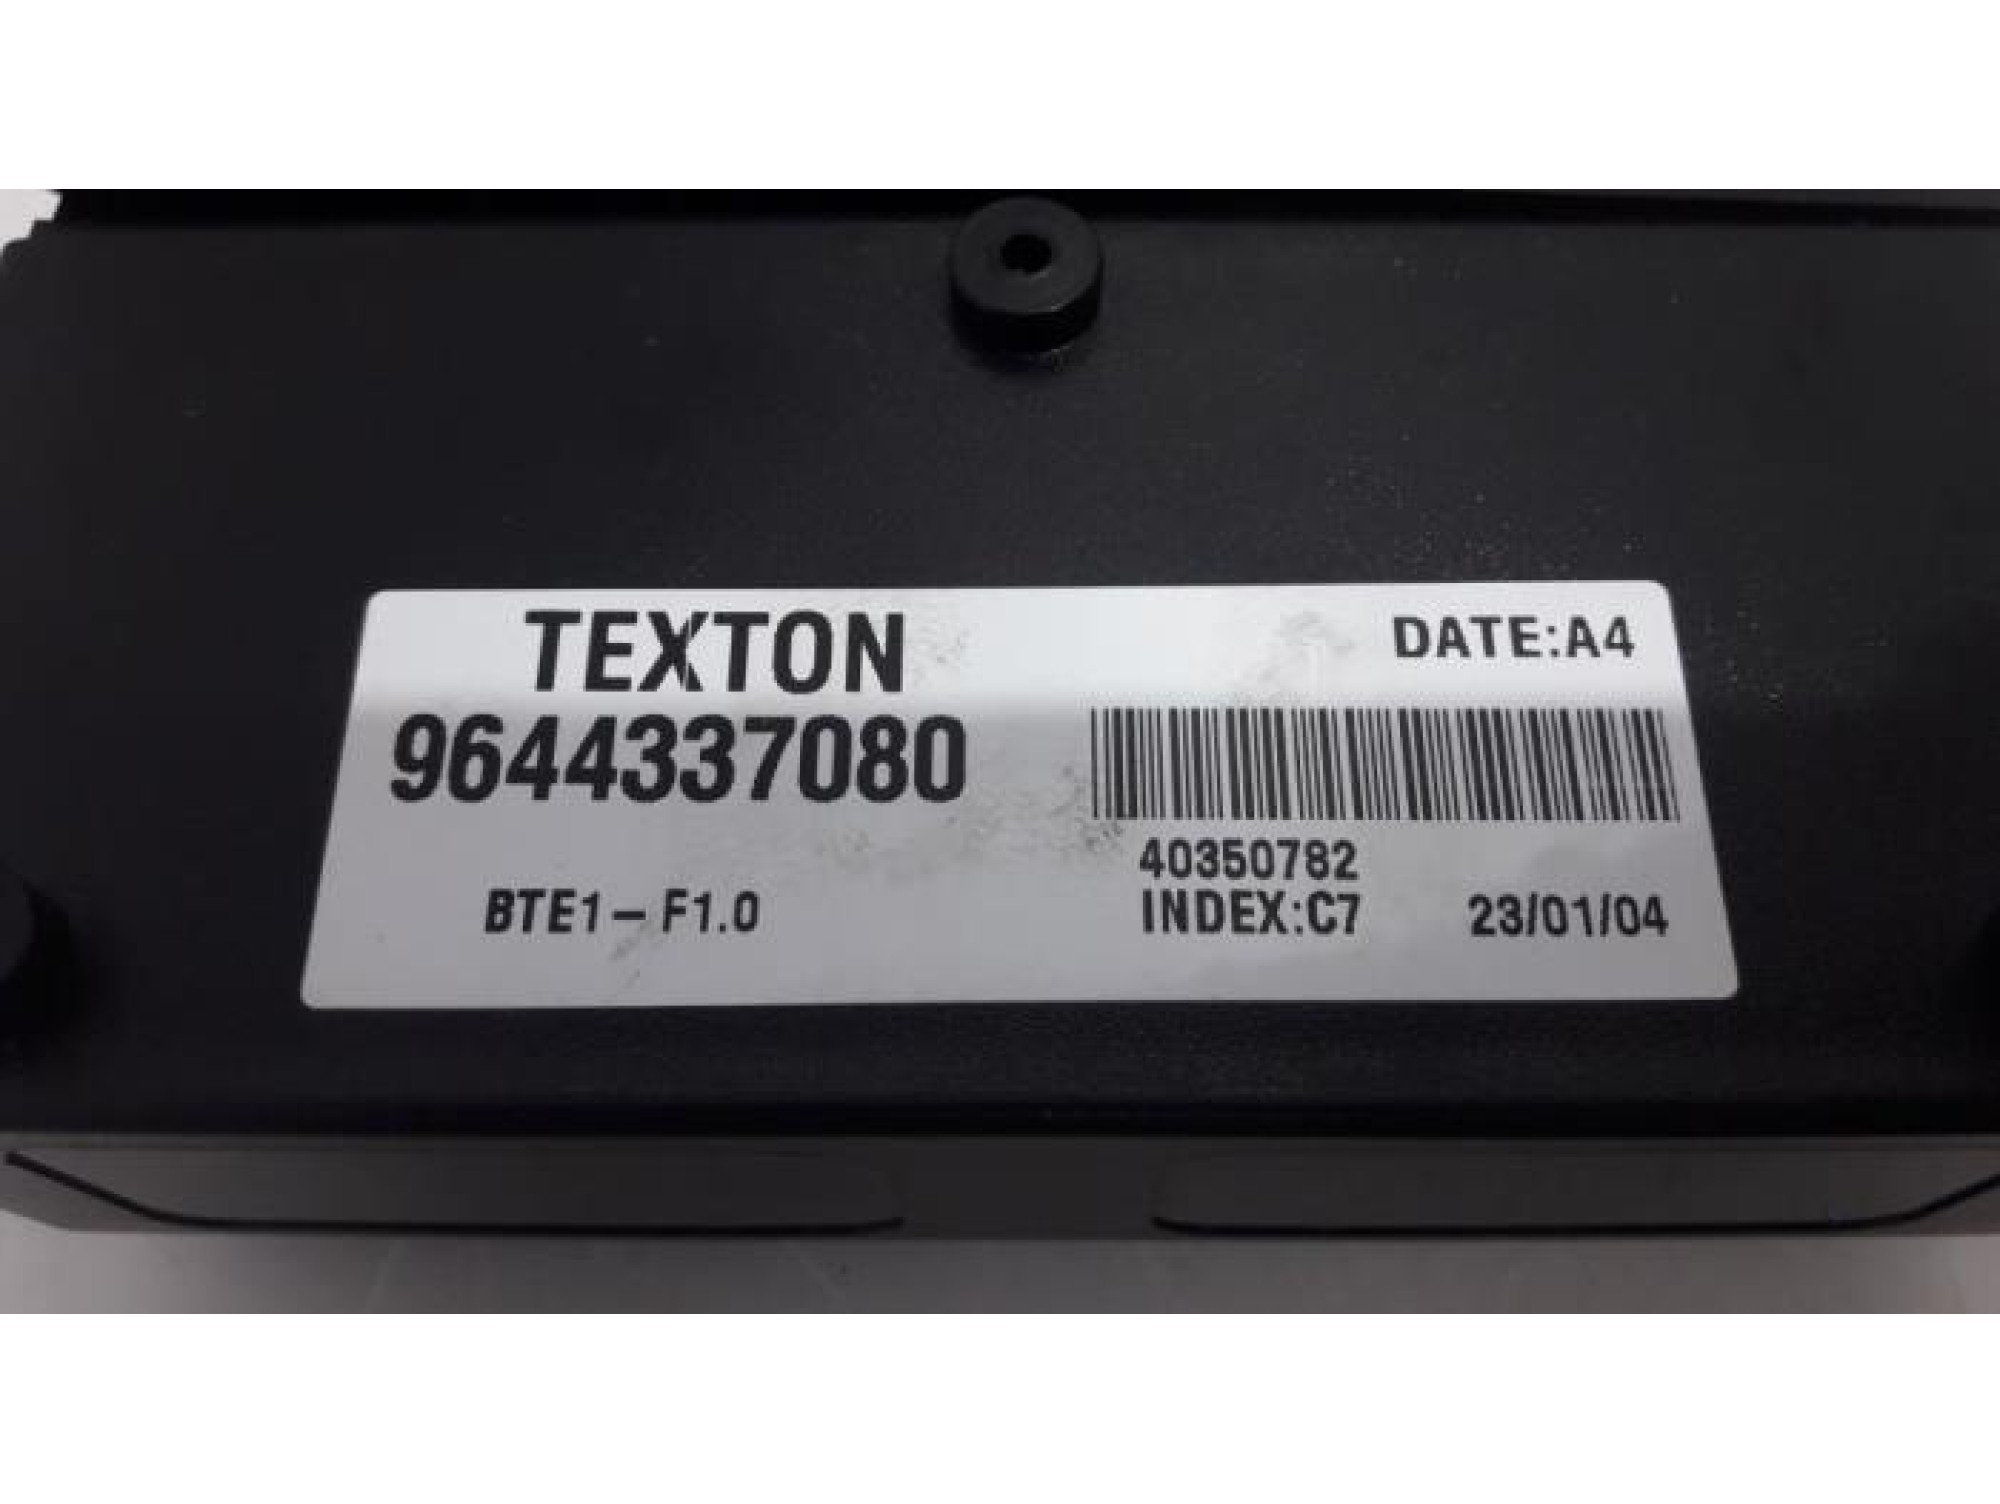 TEXTON
DATE:A4
9644337080
40350782
BTE1-F1.0
INDEX:C7
23/01/04